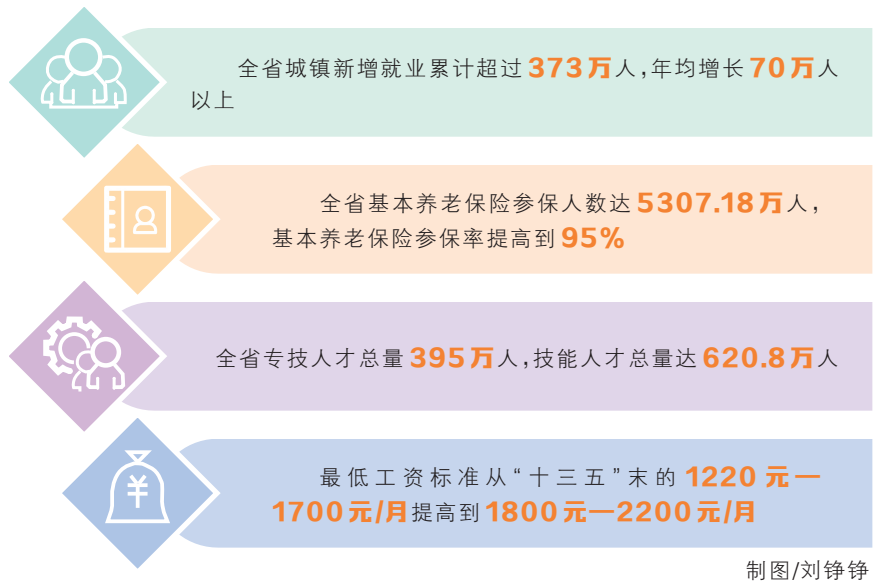 全省城镇新增就业累计超过373万人,年均增长70万人
以上
全省基本养老保险参保人数达5307.18万人,
基本养老保险参保率提高到95%
全省专技人才总量395万人,技能人才总量达620.8万人
最低工资标准从“十三五”末的1220元—
1700元/月提高到1800元—2200元/月
制图/刘铮铮